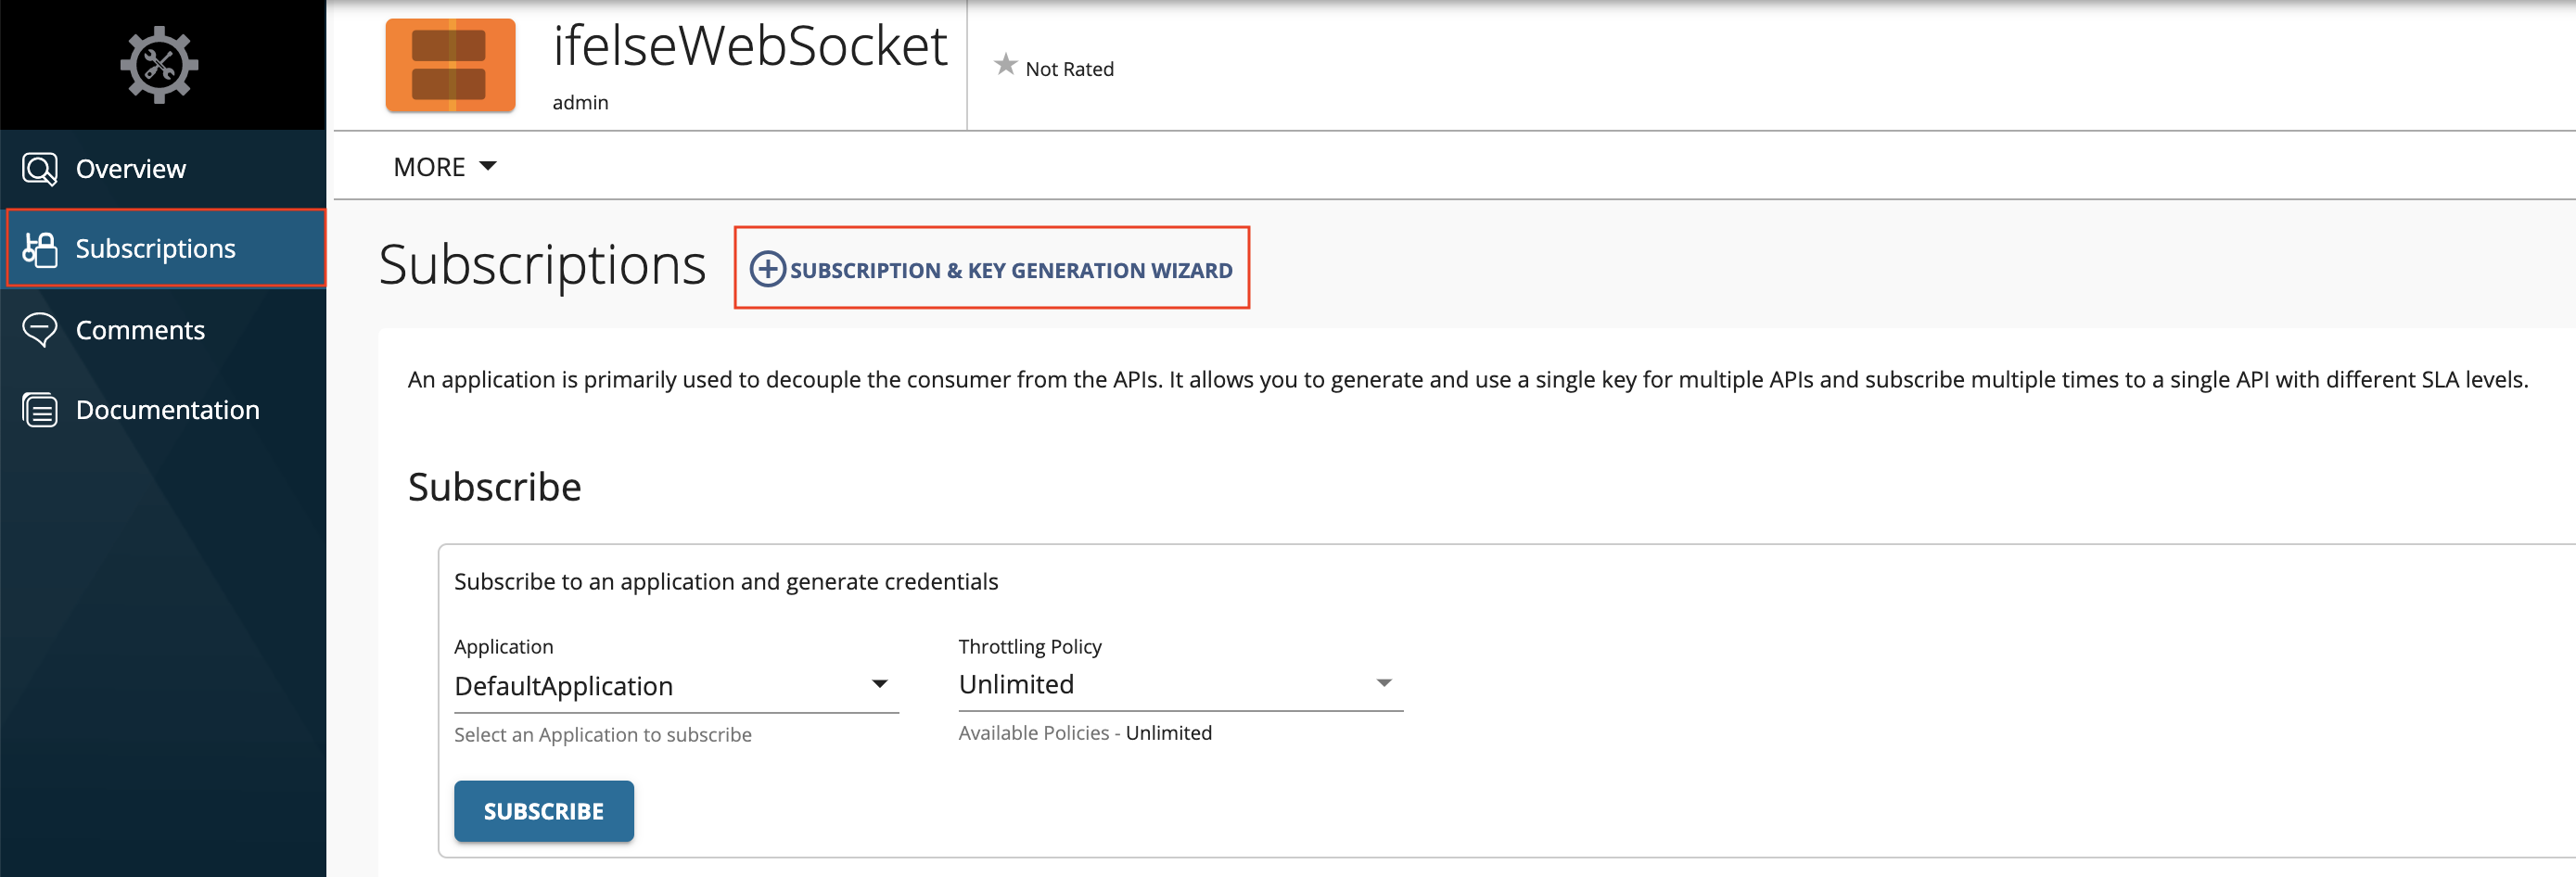 ifelseWebSocket
admin
Not Rated
Overview
Subscriptions
Comments
Documentation
MORE
Subscriptions
SUBSCRIPTION & KEY GENERATION WIZARD
An application is primarily used to decouple the consumer from the APIs. It allows you to generate and use a single key for multiple APIs and subscribe multiple times to a single API with different SLA levels.
Subscribe
Subscribe to an application and generate credentials
Application
Throttling Policy
DefaultApplication
Unlimited
Select an Application to subscribe
Available Policies - Unlimited
SUBSCRIBE